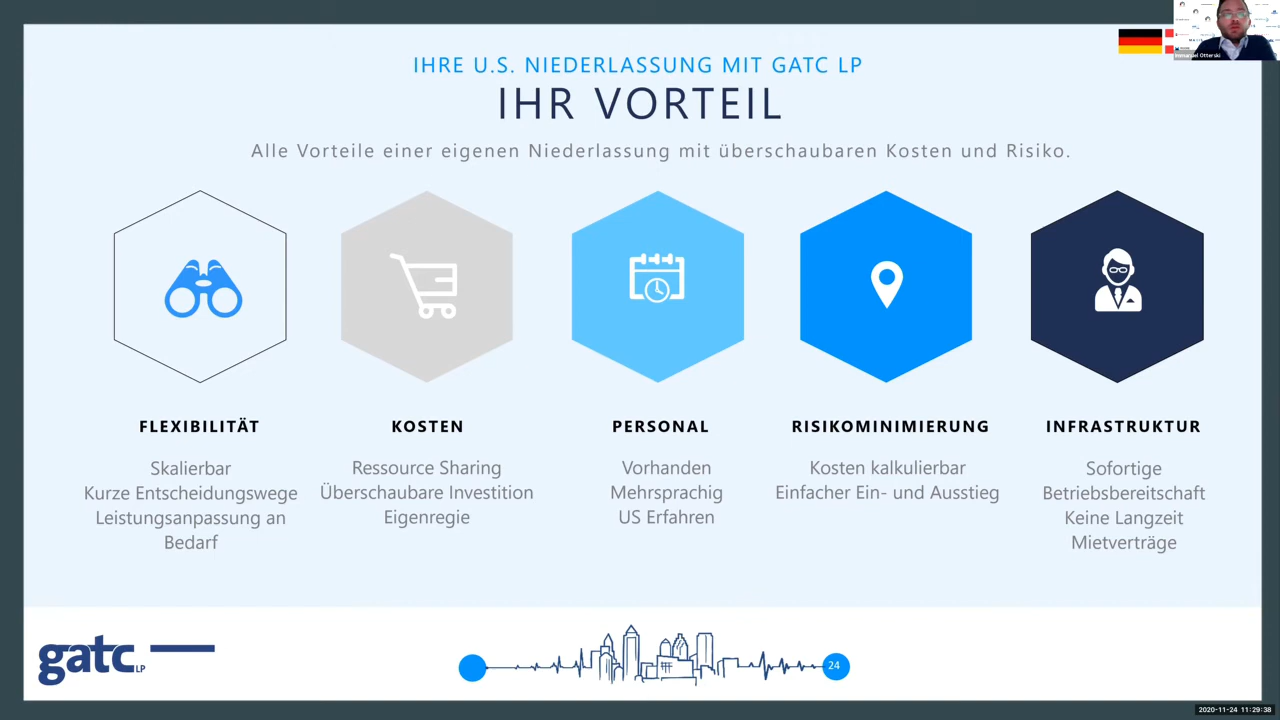 IHRE U.S. NIEDERLASSUNG MIT GATC LP
IHR VORTEIL
Alle Vorteile einer eigenen Niederlassung mit überschaubaren Kosten und Risiko.
FLEXIBILITÄT
Skalierbar
Kurze Entscheidungswege
Leistungsanpassung an
Bedarf
KOSTEN
Ressource Sharing
Überschaubare Investition
Eigenregie
PERSONAL
Vorhanden
Mehrsprachig
US Erfahren
RISIKOMINIMIERUNG
Kosten kalkulierbar
Einfacher Ein- und Ausstieg
INFRASTRUKTUR
Sofortige
Betriebsbereitschaft
Keine Langzeit
Mietverträge
gatc LP
24
Otterski
2020-11-24 11:29:38